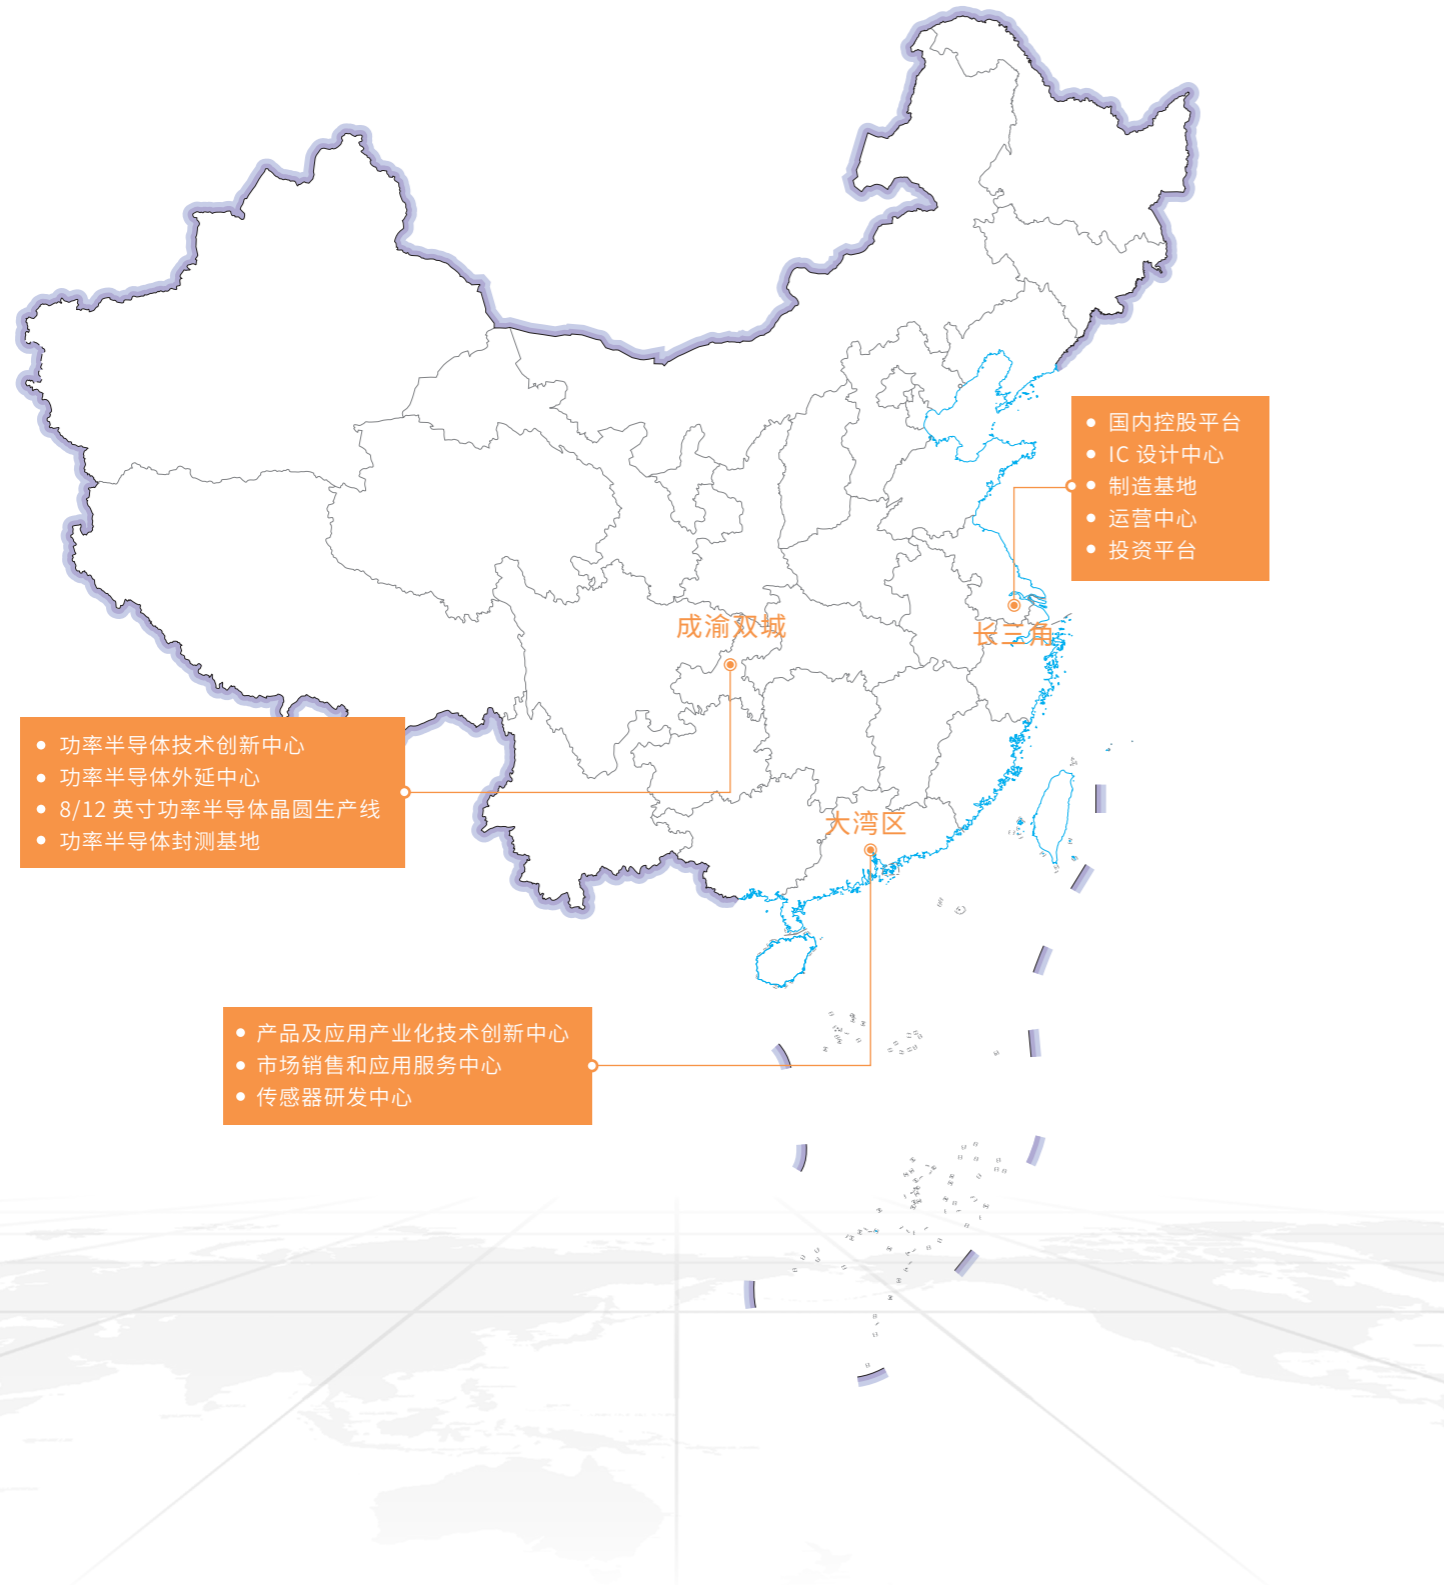 国内控股平台
IC 设计中心
制造基地
运营中心
投资平台
成渝双城
长三角
功率半导体技术创新中心
功率半导体外延中心
8/12 英寸功率半导体晶圆生产线
功率半导体封测基地
大湾区
产品及应用产业化技术创新中心
市场销售和应用服务中心
传感器研发中心